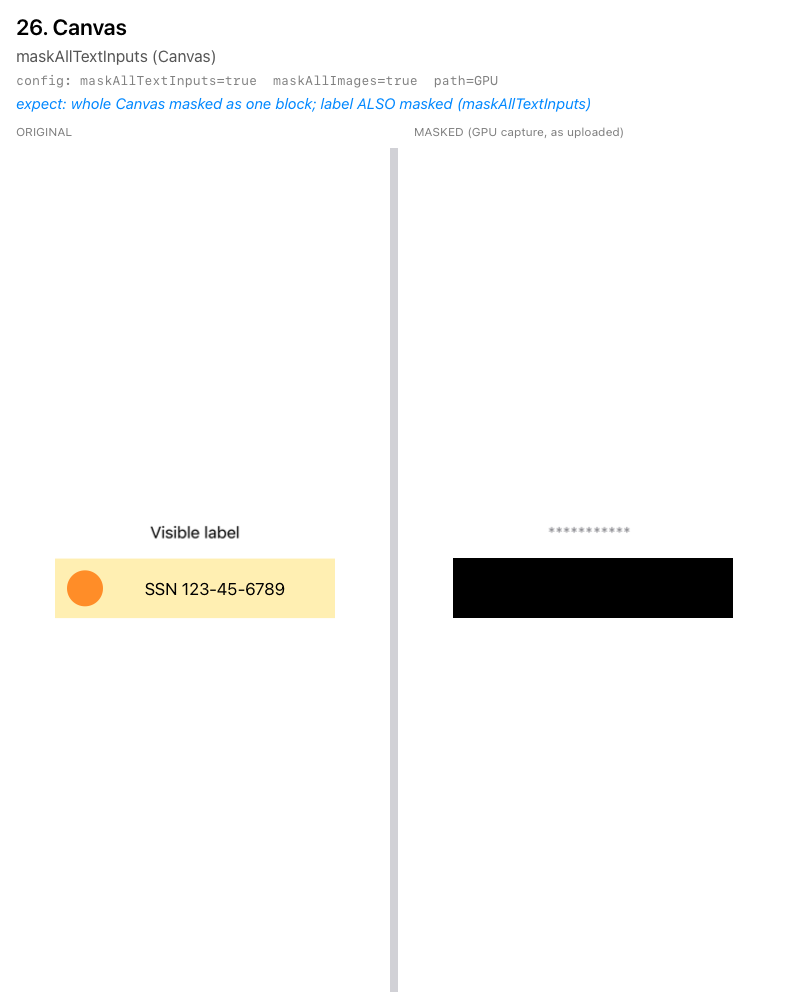 26. Canvas
maskAllTextInputs (Canvas)
config: maskAllTextInputs=true  maskAllImages=true  path=GPU
expect: whole Canvas masked as one block; label ALSO masked (maskAllTextInputs)
ORIGINAL
MASKED (GPU capture, as uploaded)
Visible label
SSN 123-45-6789
***********